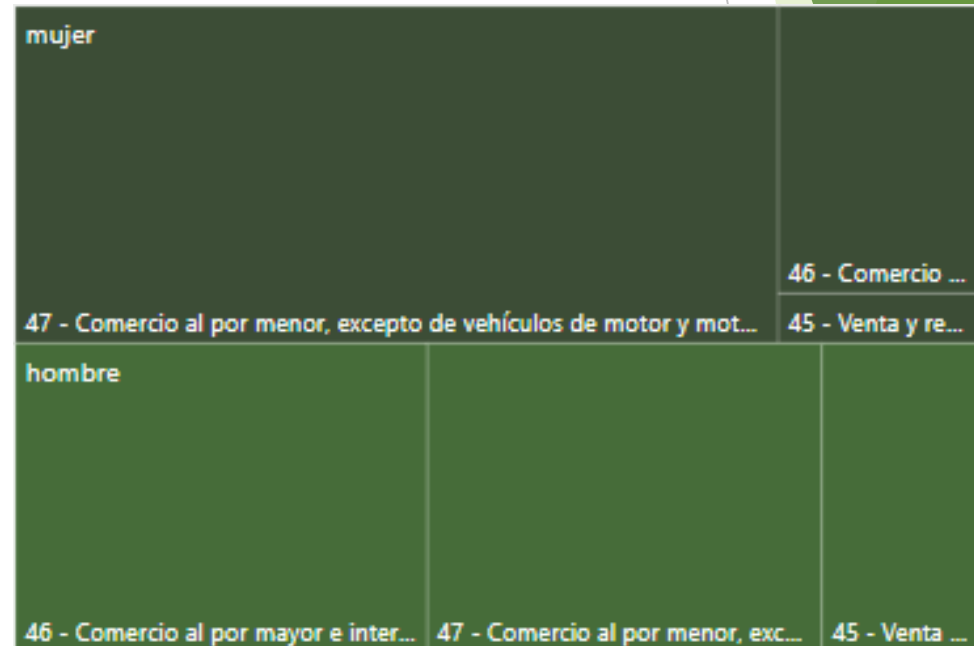 mujer
46 - Comercio ...
47 - Comercio al por menor, excepto de vehículos de motor y mot...
45 - Venta y re...
hombre
46 - Comercio al por mayor e inter...
47 - Comercio al por menor, exc...
45 - Venta ...